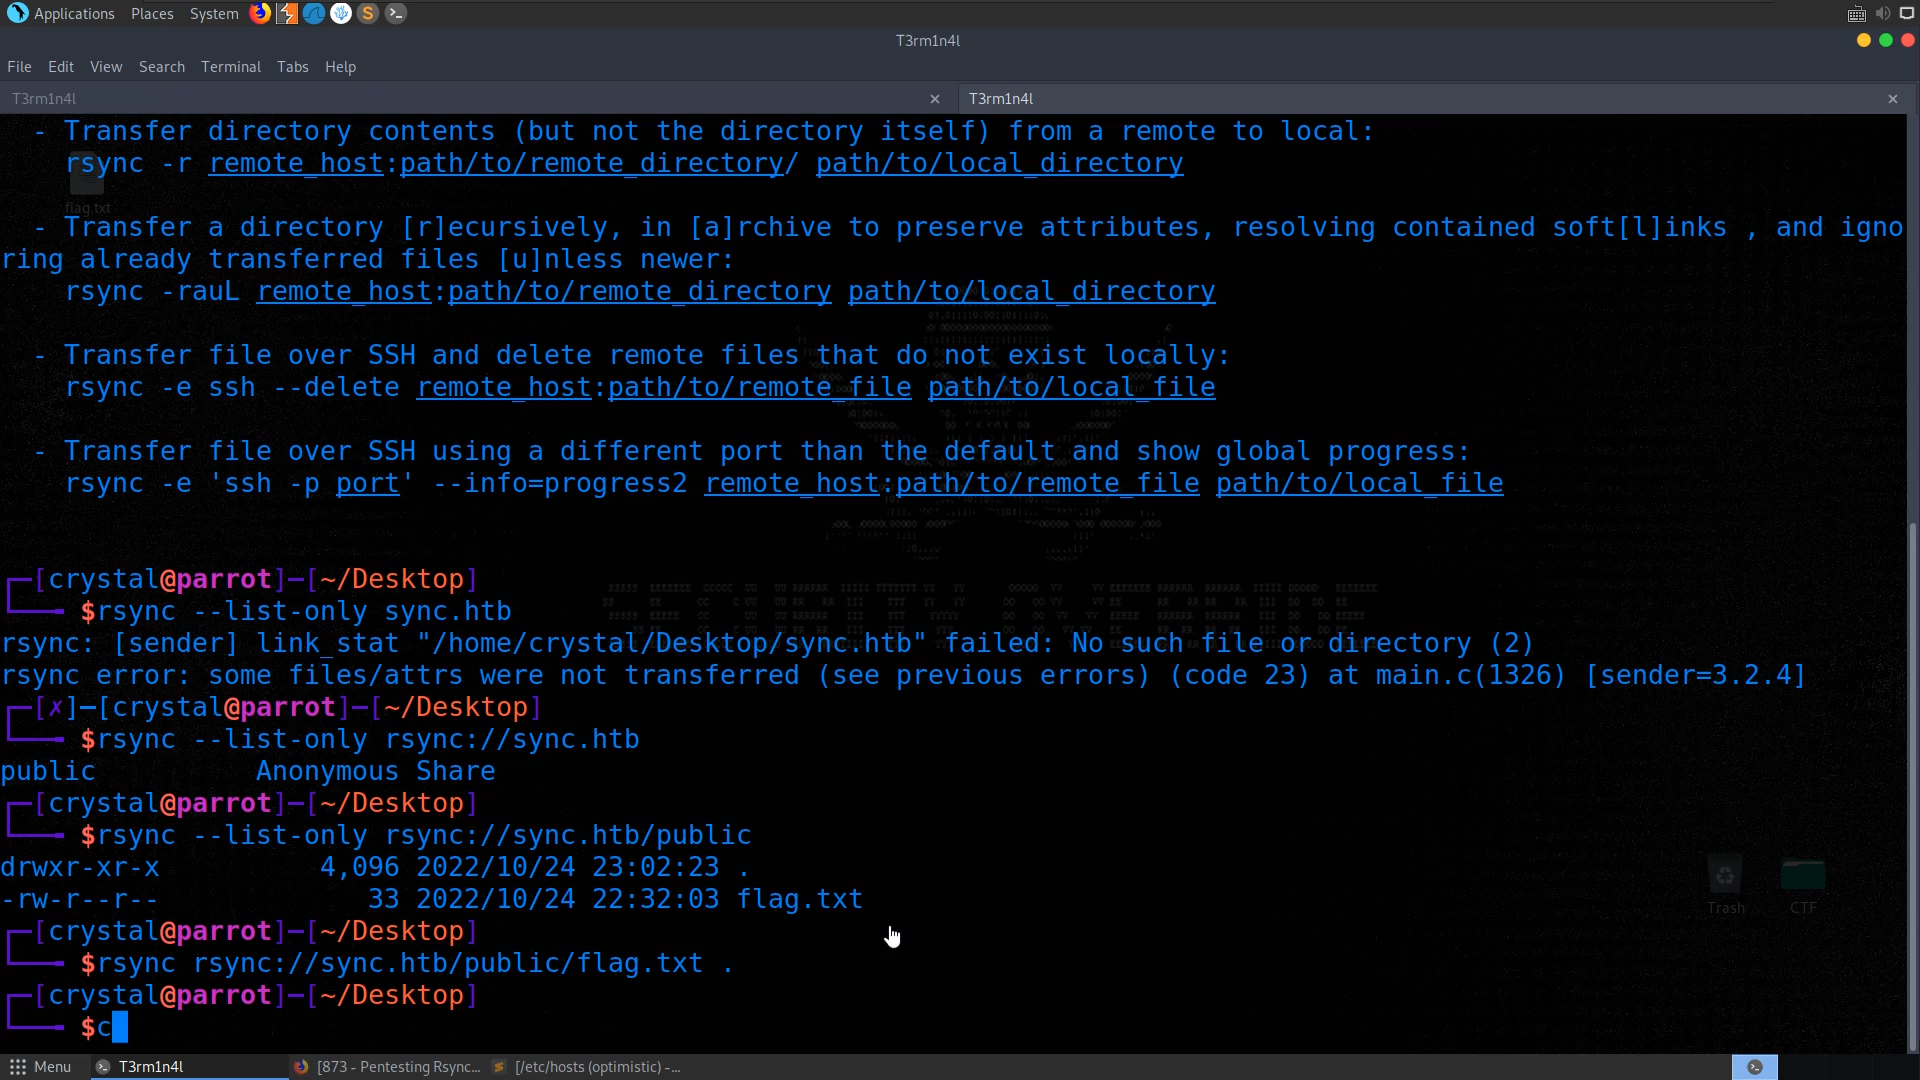 Applications Places System
T3rm1n4l
File Edit View Search Terminal Tabs Help
T3rm1n4l × T3rm1n4l ×
- Transfer directory contents (but not the directory itself) from a remote to local:
rsync -r remote_host:path/to/remote_directory/ path/to/local_directory
flag.txt
- Transfer a directory [r]ecursively, in [a]rchive to preserve attributes, resolving contained soft[l]inks , and igno
ring already transferred files [u]nless newer:
rsync -rauL remote_host:path/to/remote_directory path/to/local_directory
- Transfer file over SSH and delete remote files that do not exist locally:
rsync -e ssh --delete remote_host:path/to/remote_file path/to/local_file
- Transfer file over SSH using a different port than the default and show global progress:
rsync -e 'ssh -p port' --info=progress2 remote_host:path/to/remote_file path/to/local_file
┌─[crystal@parrot]─[~/Desktop]
└──╼ $rsync --list-only sync.htb
rsync: [sender] link_stat "/home/crystal/Desktop/sync.htb" failed: No such file or directory (2)
rsync error: some files/attrs were not transferred (see previous errors) (code 23) at main.c(1326) [sender=3.2.4]
┌─[✗]─[crystal@parrot]─[~/Desktop]
└──╼ $rsync --list-only rsync://sync.htb
public Anonymous Share
┌─[crystal@parrot]─[~/Desktop]
└──╼ $rsync --list-only rsync://sync.htb/public
drwxr-xr-x 4,096 2022/10/24 23:02:23 .
-rw-r--r-- 33 2022/10/24 22:32:03 flag.txt
┌─[crystal@parrot]─[~/Desktop]
└──╼ $rsync rsync://sync.htb/public/flag.txt .
┌─[crystal@parrot]─[~/Desktop]
└──╼ $c
Trash CTF
Menu T3rm1n4l [873 - Pentesting Rsync... [/etc/hosts (optimistic) -...